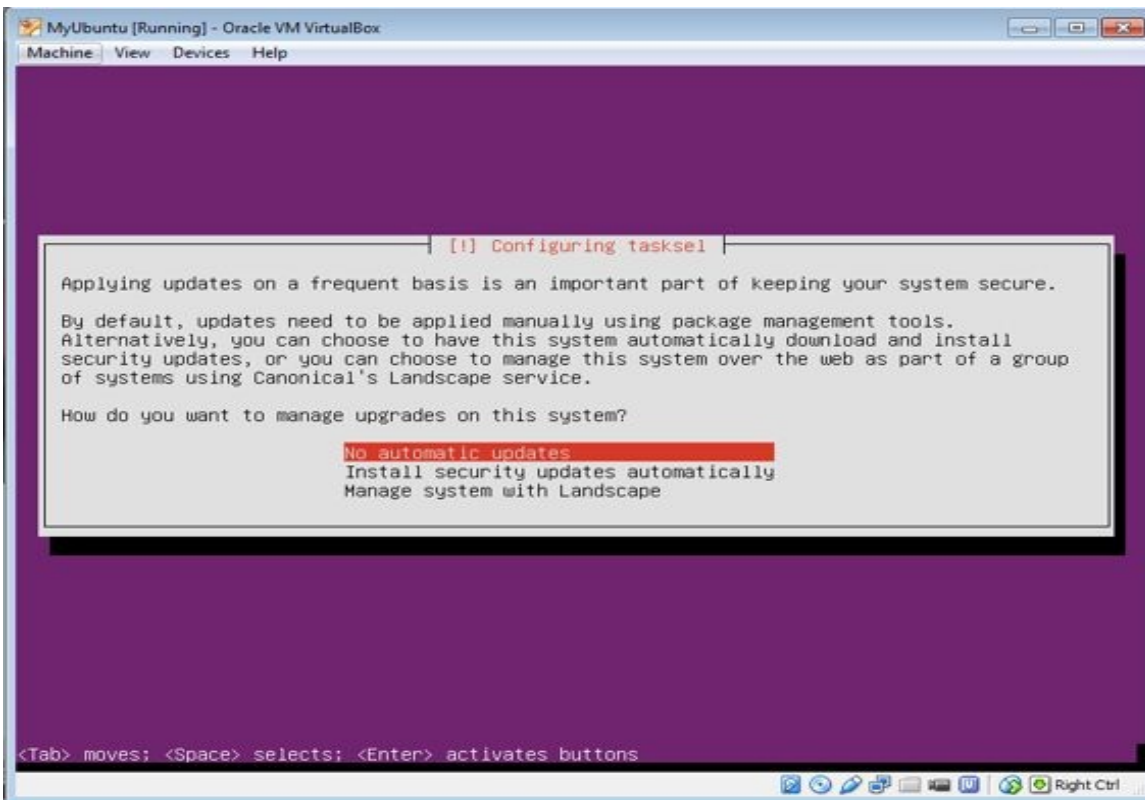 MyUbuntu [Running] - Oracle VM VirtualBox
Machine View Devices Help
[!] Configuring tasksel
Applying updates on a frequent basis is an important part of keeping your system secure.
By default, updates need to be applied manually using package management tools.
Alternatively, you can choose to have this system automatically download and install
security updates, or you can choose to manage this system over the web as part of a group
of systems using Canonical's Landscape service.
How do you want to manage upgrades on this system?
No automatic updates
Install security updates automatically
Manage system with Landscape
<Tab> moves; <Space> selects; <Enter> activates buttons
Right Ctrl